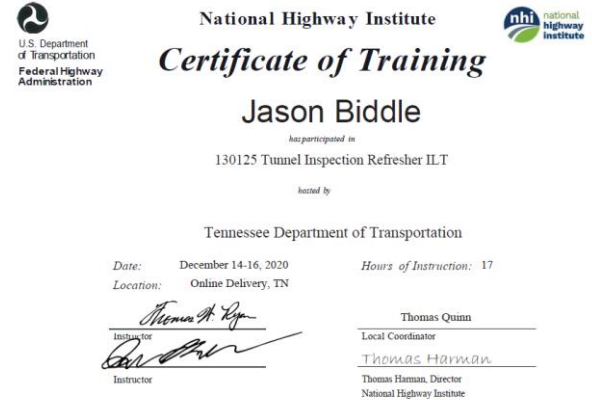 National Highway Institute
nhi national
highway
institute
U.S. Department
of Transportation
Federal Highway
Administration
Certificate of Training
Jason Biddle
has participated in
130125 Tunnel Inspection Refresher ILT
hosted by
Tennessee Department of Transportation
Date: December 14-16, 2020
Hours of Instruction: 17
Location: Online Delivery, TN
Thomas H. Ryan
Instructor
Thomas Quinn
Local Coordinator
Instructor
Thomas Harman
Thomas Harman, Director
National Highway Institute